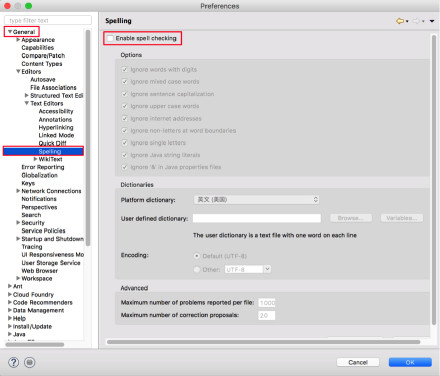 Preferences
type filter text
Spelling
General
Appearance
Capabilities
Compare/Patch
Content Types
Editors
Autosave
File Associations
Structured Text Edi
Text Editors
Accessibility
Annotations
Hyperlinking
Linked Mode
Quick Diff
Spelling
WikiText
Error Reporting
Globalization
Keys
Network Connections
Notifications
Perspectives
Search
Security
Service Policies
Startup and Shutdown
Tracing
UI Responsiveness Mo
User Storage Service
Web Browser
Workspace
Ant
Cloud Foundry
Code Recommenders
Data Management
Help
Install/Update
Java
Enable spell checking
Options
Ignore words with digits
Ignore mixed case words
Ignore sentence capitalization
Ignore upper case words
Ignore internet addresses
Ignore non-letters at word boundaries
Ignore single letters
Ignore Java string literals
Ignore '&' in Java properties files
Dictionaries
Platform dictionary: 英文 (美国)
User defined dictionary: Browse... Variables...
The user dictionary is a text file with one word on each line
Encoding: Default (UTF-8)
Other: UTF-8
Advanced
Maximum number of problems reported per file: 1000
Maximum number of correction proposals: 20
Cancel OK